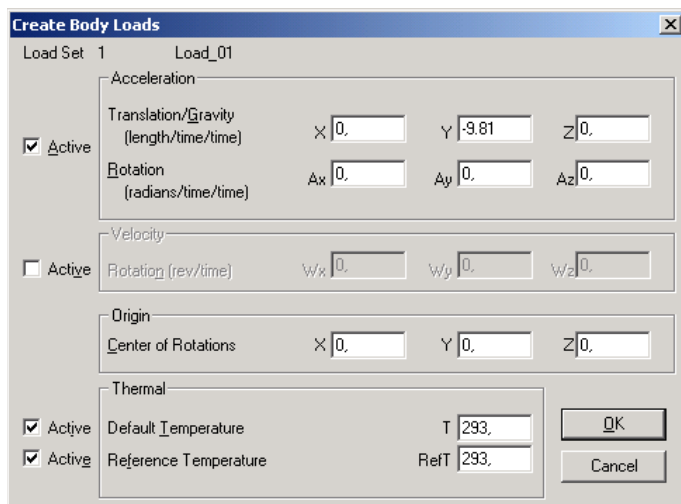 Create Body Loads
Load Set 1 Load_01
Acceleration
Translation/Gravity
(length/time/time)
X 0, Y -9.81 Z 0,
Active
Rotation
(radians/time/time)
Ax 0, Ay 0, Az 0,
Velocity
Active Rotation (rev/time) Wx 0, Wy 0, Wz 0,
Origin
Center of Rotations X 0, Y 0, Z 0,
Thermal
Active Default Temperature T 293,
Active Reference Temperature RefT 293,
OK
Cancel